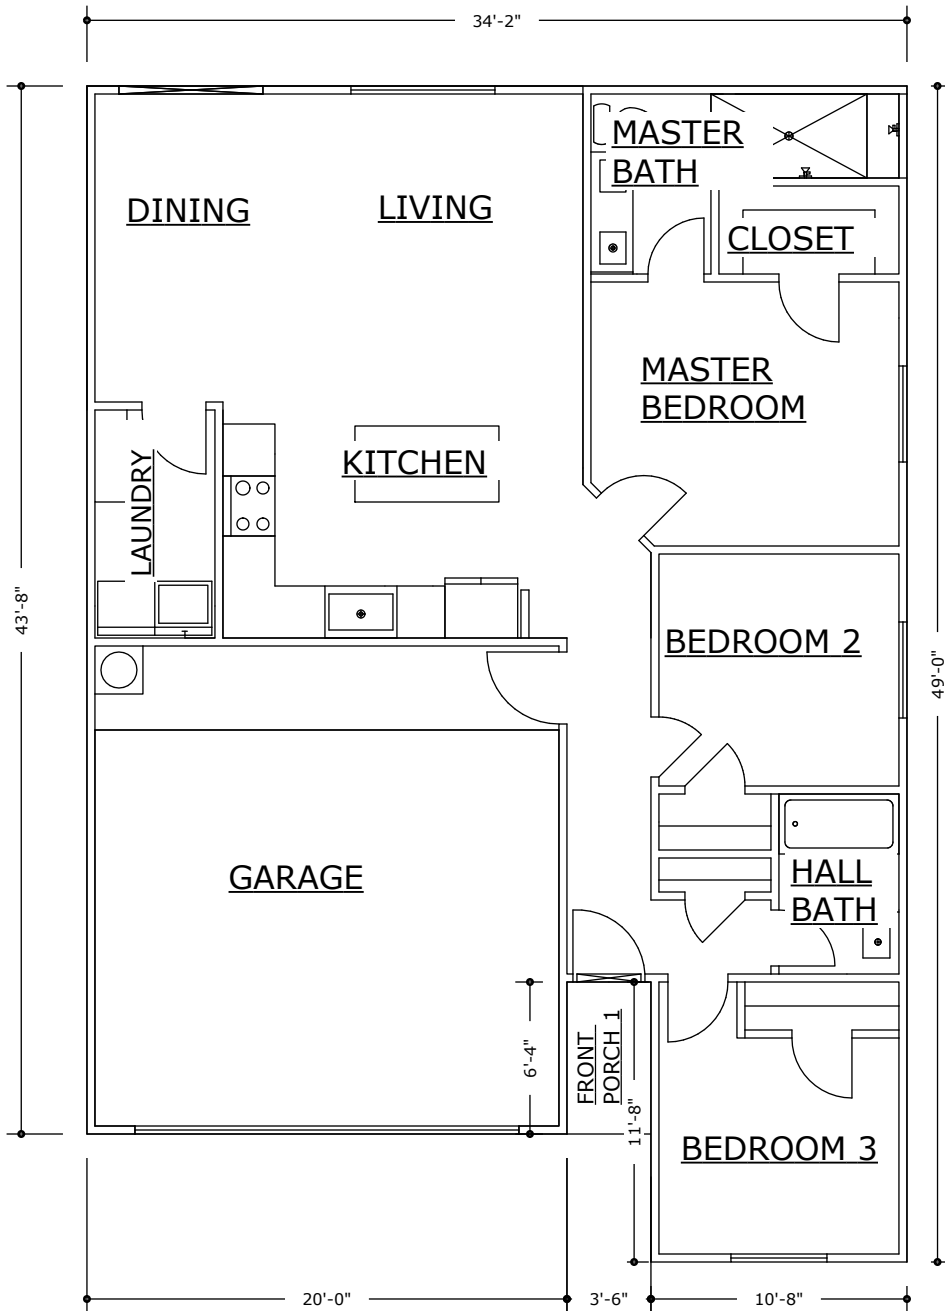 34'-2"
MASTER
BATH
DINING
LIVING
CLOSET
MASTER
BEDROOM
KITCHEN
LAUNDRY
43'-8"
BEDROOM 2
49'-0"
GARAGE
HALL
BATH
6'-4"
FRONT
PORCH 1
11'-8"
BEDROOM 3
20'-0"
3'-6"
10'-8"